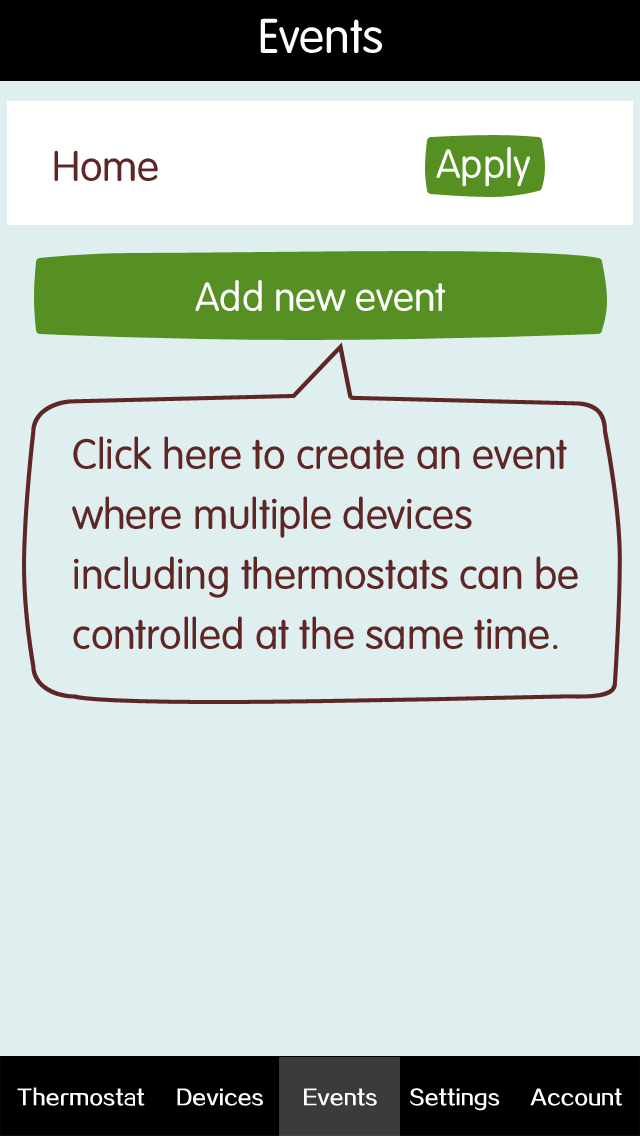 Events
Home
Apply
Add new event
Click here to create an event
where multiple devices
including thermostats can be
controlled at the same time.
Thermostat
Devices
Events
Settings
Account